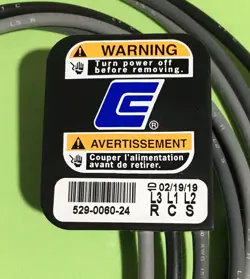 WARNING
Turn power off
before removing.
®
AVERTISSEMENT
Couper l'alimentation
avant de retirer.
02/19/19
529-0060-24
L3 L1 L2
R C S